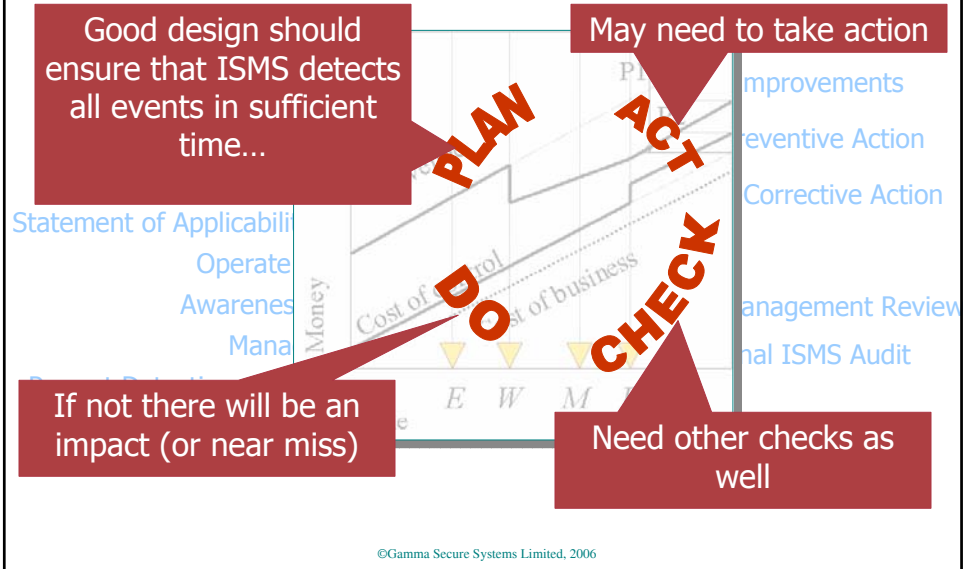 Good design should
ensure that ISMS detects
all events in sufficient
time...
May need to take action
PLAN
ACT
mprovements
reventive Action
Corrective Action
Statement of Applicabili
Operate
Awarenes
Mana
Money
Cost of control
st of business
DO
CHECK
anagement Review
nal ISMS Audit
E W M
If not there will be an
impact (or near miss)
Need other checks as
well
©Gamma Secure Systems Limited, 2006